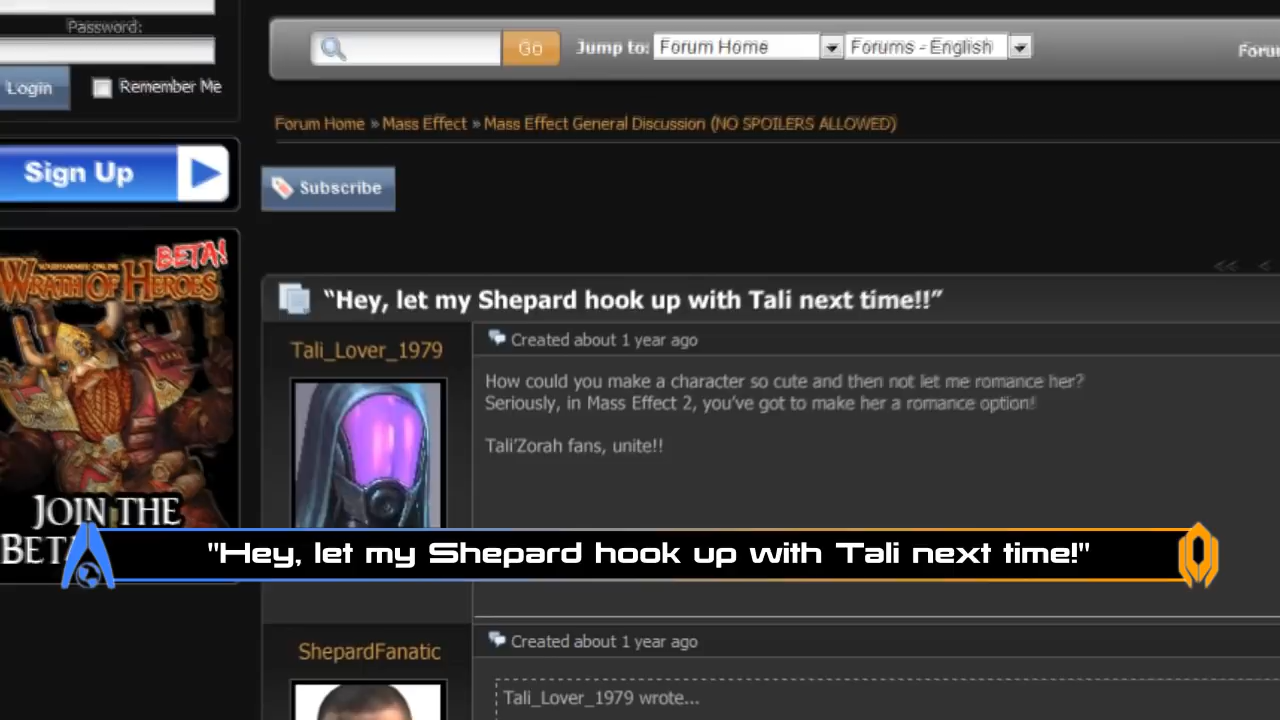 Password:
Login
Remember Me
Sign Up
BETA!
WARHAMMER ONLINE
WRATH OF HEROES
JOIN THE
BETA
Go
Jump to:
Forum Home
Forums - English
Forum Home » Mass Effect » Mass Effect General Discussion (NO SPOILERS ALLOWED)
Subscribe
<< <
“Hey, let my Shepard hook up with Tali next time!!”
Tali_Lover_1979
Created about 1 year ago
How could you make a character so cute and then not let me romance her?
Seriously, in Mass Effect 2, you’ve got to make her a romance option!
Tali’Zorah fans, unite!!
"Hey, let my Shepard hook up with Tali next time!"
ShepardFanatic
Created about 1 year ago
Tali_Lover_1979 wrote...